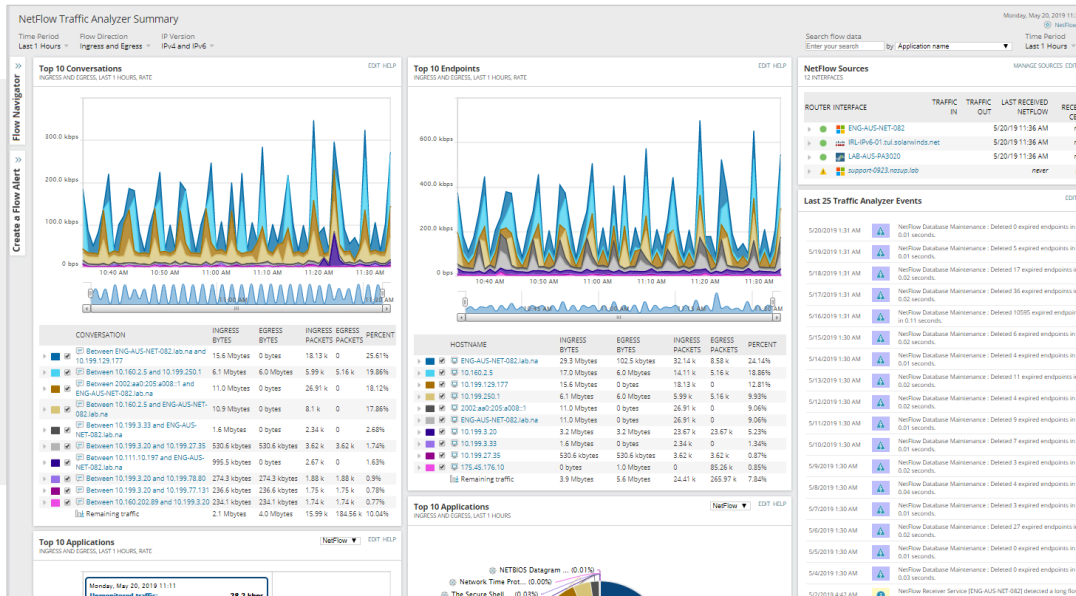 NetFlow Traffic Analyzer Summary
Monday, May 20, 2019 11:
NetFlow
Time Period Flow Direction IP Version
Last 1 Hours Ingress and Egress IPv4 and IPv6
Search flow data Time Period
Enter your search by Application name Last 1 Hours
Flow Navigator
Create a Flow Alert
Top 10 Conversations EDIT HELP
INGRESS AND EGRESS, LAST 1 HOURS, RATE
300.0 kbps
200.0 kbps
100.0 kbps
0 bps
10:40 AM 10:50 AM 11:00 AM 11:10 AM 11:20 AM 11:30 AM
11:00 AM 11:30 AM
CONVERSATION INGRESS BYTES EGRESS BYTES INGRESS PACKETS EGRESS PACKETS PERCENT
Between ENG-AUS-NET-082.lab.na and
10.199.129.177 15.6 Mbytes 0 bytes 18.13 k 0 25.61%
Between 10.160.2.5 and 10.199.250.1 6.1 Mbytes 6.0 Mbytes 5.99 k 5.16 k 19.86%
Between 2002:aa0:205:a008::1 and
ENG-AUS-NET-082.lab.na 11.0 Mbytes 0 bytes 26.91 k 0 18.12%
Between 10.160.2.5 and ENG-AUS-NET-
082.lab.na 10.9 Mbytes 0 bytes 8.1 k 0 17.86%
Between 10.199.3.33 and ENG-AUS-
NET-082.lab.na 1.6 Mbytes 0 bytes 2.34 k 0 2.68%
Between 10.199.3.20 and 10.199.27.35 530.6 kbytes 530.6 kbytes 3.62 k 3.62 k 1.74%
Between 10.111.10.197 and ENG-AUS-
NET-082.lab.na 995.5 kbytes 0 bytes 2.67 k 0 1.63%
Between 10.199.3.20 and 10.199.78.80 274.3 kbytes 274.3 kbytes 1.88 k 1.88 k 0.9%
Between 10.199.3.20 and 10.199.77.131 236.6 kbytes 236.6 kbytes 1.75 k 1.75 k 0.78%
Between 10.160.202.89 and 10.199.3.20 234.1 kbytes 234.1 kbytes 1.74 k 1.74 k 0.77%
Remaining traffic 2.1 Mbytes 4.0 Mbytes 15.99 k 184.56 k 10.04%
Top 10 Applications NetFlow EDIT HELP
INGRESS AND EGRESS, LAST 1 HOURS, RATE
Monday, May 20, 2019 11:11
Unmonitored traffic: 28.2 kbps
Top 10 Endpoints EDIT HELP
INGRESS AND EGRESS, LAST 1 HOURS, RATE
600.0 kbps
400.0 kbps
200.0 kbps
0 bps
10:40 AM 10:50 AM 11:00 AM 11:10 AM 11:20 AM 11:30 AM
HOSTNAME INGRESS BYTES EGRESS BYTES INGRESS PACKETS EGRESS PACKETS PERCENT
ENG-AUS-NET-082.lab.na 29.3 Mbytes 102.5 kbytes 32.14 k 8.58 k 24.14%
10.160.2.5 17.0 Mbytes 6.0 Mbytes 14.11 k 5.16 k 18.86%
10.199.129.177 15.6 Mbytes 0 bytes 18.13 k 0 12.81%
10.199.250.1 6.1 Mbytes 6.0 Mbytes 5.99 k 5.16 k 9.93%
2002:aa0:205:a008::1 11.0 Mbytes 0 bytes 26.91 k 0 9.06%
ENG-AUS-NET-082.lab.na 11.0 Mbytes 0 bytes 26.91 k 0 9.06%
10.199.3.20 3.2 Mbytes 3.2 Mbytes 23.67 k 23.67 k 5.23%
10.199.3.33 1.6 Mbytes 0 bytes 2.34 k 0 1.34%
10.199.27.35 530.6 kbytes 530.6 kbytes 3.62 k 3.62 k 0.87%
175.45.176.10 0 bytes 1.0 Mbytes 0 85.26 k 0.85%
Remaining traffic 3.9 Mbytes 5.6 Mbytes 24.41 k 265.97 k 7.84%
Top 10 Applications NetFlow EDIT HELP
INGRESS AND EGRESS, LAST 1 HOURS
NETBIOS Datagram ... (0.01%)
Network Time Prot... (0.00%)
The Secure Shell ... (0.03%)
NetFlow Sources MANAGE SOURCES EDIT
12 INTERFACES
ROUTER INTERFACE TRAFFIC IN TRAFFIC OUT LAST RECEIVED NETFLOW
ENG-AUS-NET-082 5/20/19 11:36 AM
IRL-IPv6-01.tul.solarwinds.net 5/20/19 11:36 AM
LAB-AUS-PA3020 5/20/19 11:36 AM
support-0923.nasup.lab never
Last 25 Traffic Analyzer Events EDIT
5/20/2019 1:31 AM NetFlow Database Maintenance : Deleted 0 expired endpoints in
0.01 seconds.
5/19/2019 1:31 AM NetFlow Database Maintenance : Deleted 5 expired endpoints in
0.01 seconds.
5/18/2019 1:31 AM NetFlow Database Maintenance : Deleted 17 expired endpoints in
0.02 seconds.
5/17/2019 1:31 AM NetFlow Database Maintenance : Deleted 36 expired endpoints in
0.02 seconds.
5/16/2019 1:31 AM NetFlow Database Maintenance : Deleted 10595 expired endpoints
in 0.11 seconds.
5/15/2019 1:30 AM NetFlow Database Maintenance : Deleted 6 expired endpoints in
0.02 seconds.
5/14/2019 1:30 AM NetFlow Database Maintenance : Deleted 4 expired endpoints in
0.01 seconds.
5/13/2019 1:30 AM NetFlow Database Maintenance : Deleted 11 expired endpoints in
0.02 seconds.
5/12/2019 1:30 AM NetFlow Database Maintenance : Deleted 4 expired endpoints in
0.02 seconds.
5/11/2019 1:30 AM NetFlow Database Maintenance : Deleted 9 expired endpoints in
0.01 seconds.
5/10/2019 1:30 AM NetFlow Database Maintenance : Deleted 7 expired endpoints in
0.01 seconds.
5/9/2019 1:30 AM NetFlow Database Maintenance : Deleted 3 expired endpoints in
0.02 seconds.
5/8/2019 1:30 AM NetFlow Database Maintenance : Deleted 4 expired endpoints in
0.04 seconds.
5/7/2019 1:30 AM NetFlow Database Maintenance : Deleted 3 expired endpoints in
0.01 seconds.
5/6/2019 1:30 AM NetFlow Database Maintenance : Deleted 27 expired endpoints in
0.02 seconds.
5/5/2019 1:30 AM NetFlow Database Maintenance : Deleted 0 expired endpoints in
0.01 seconds.
5/4/2019 1:30 AM NetFlow Database Maintenance : Deleted 0 expired endpoints in
0.03 seconds.
5/2/2019 4:42 AM NetFlow Receiver Service [ENG-AUS-NET-082] detected a long flow